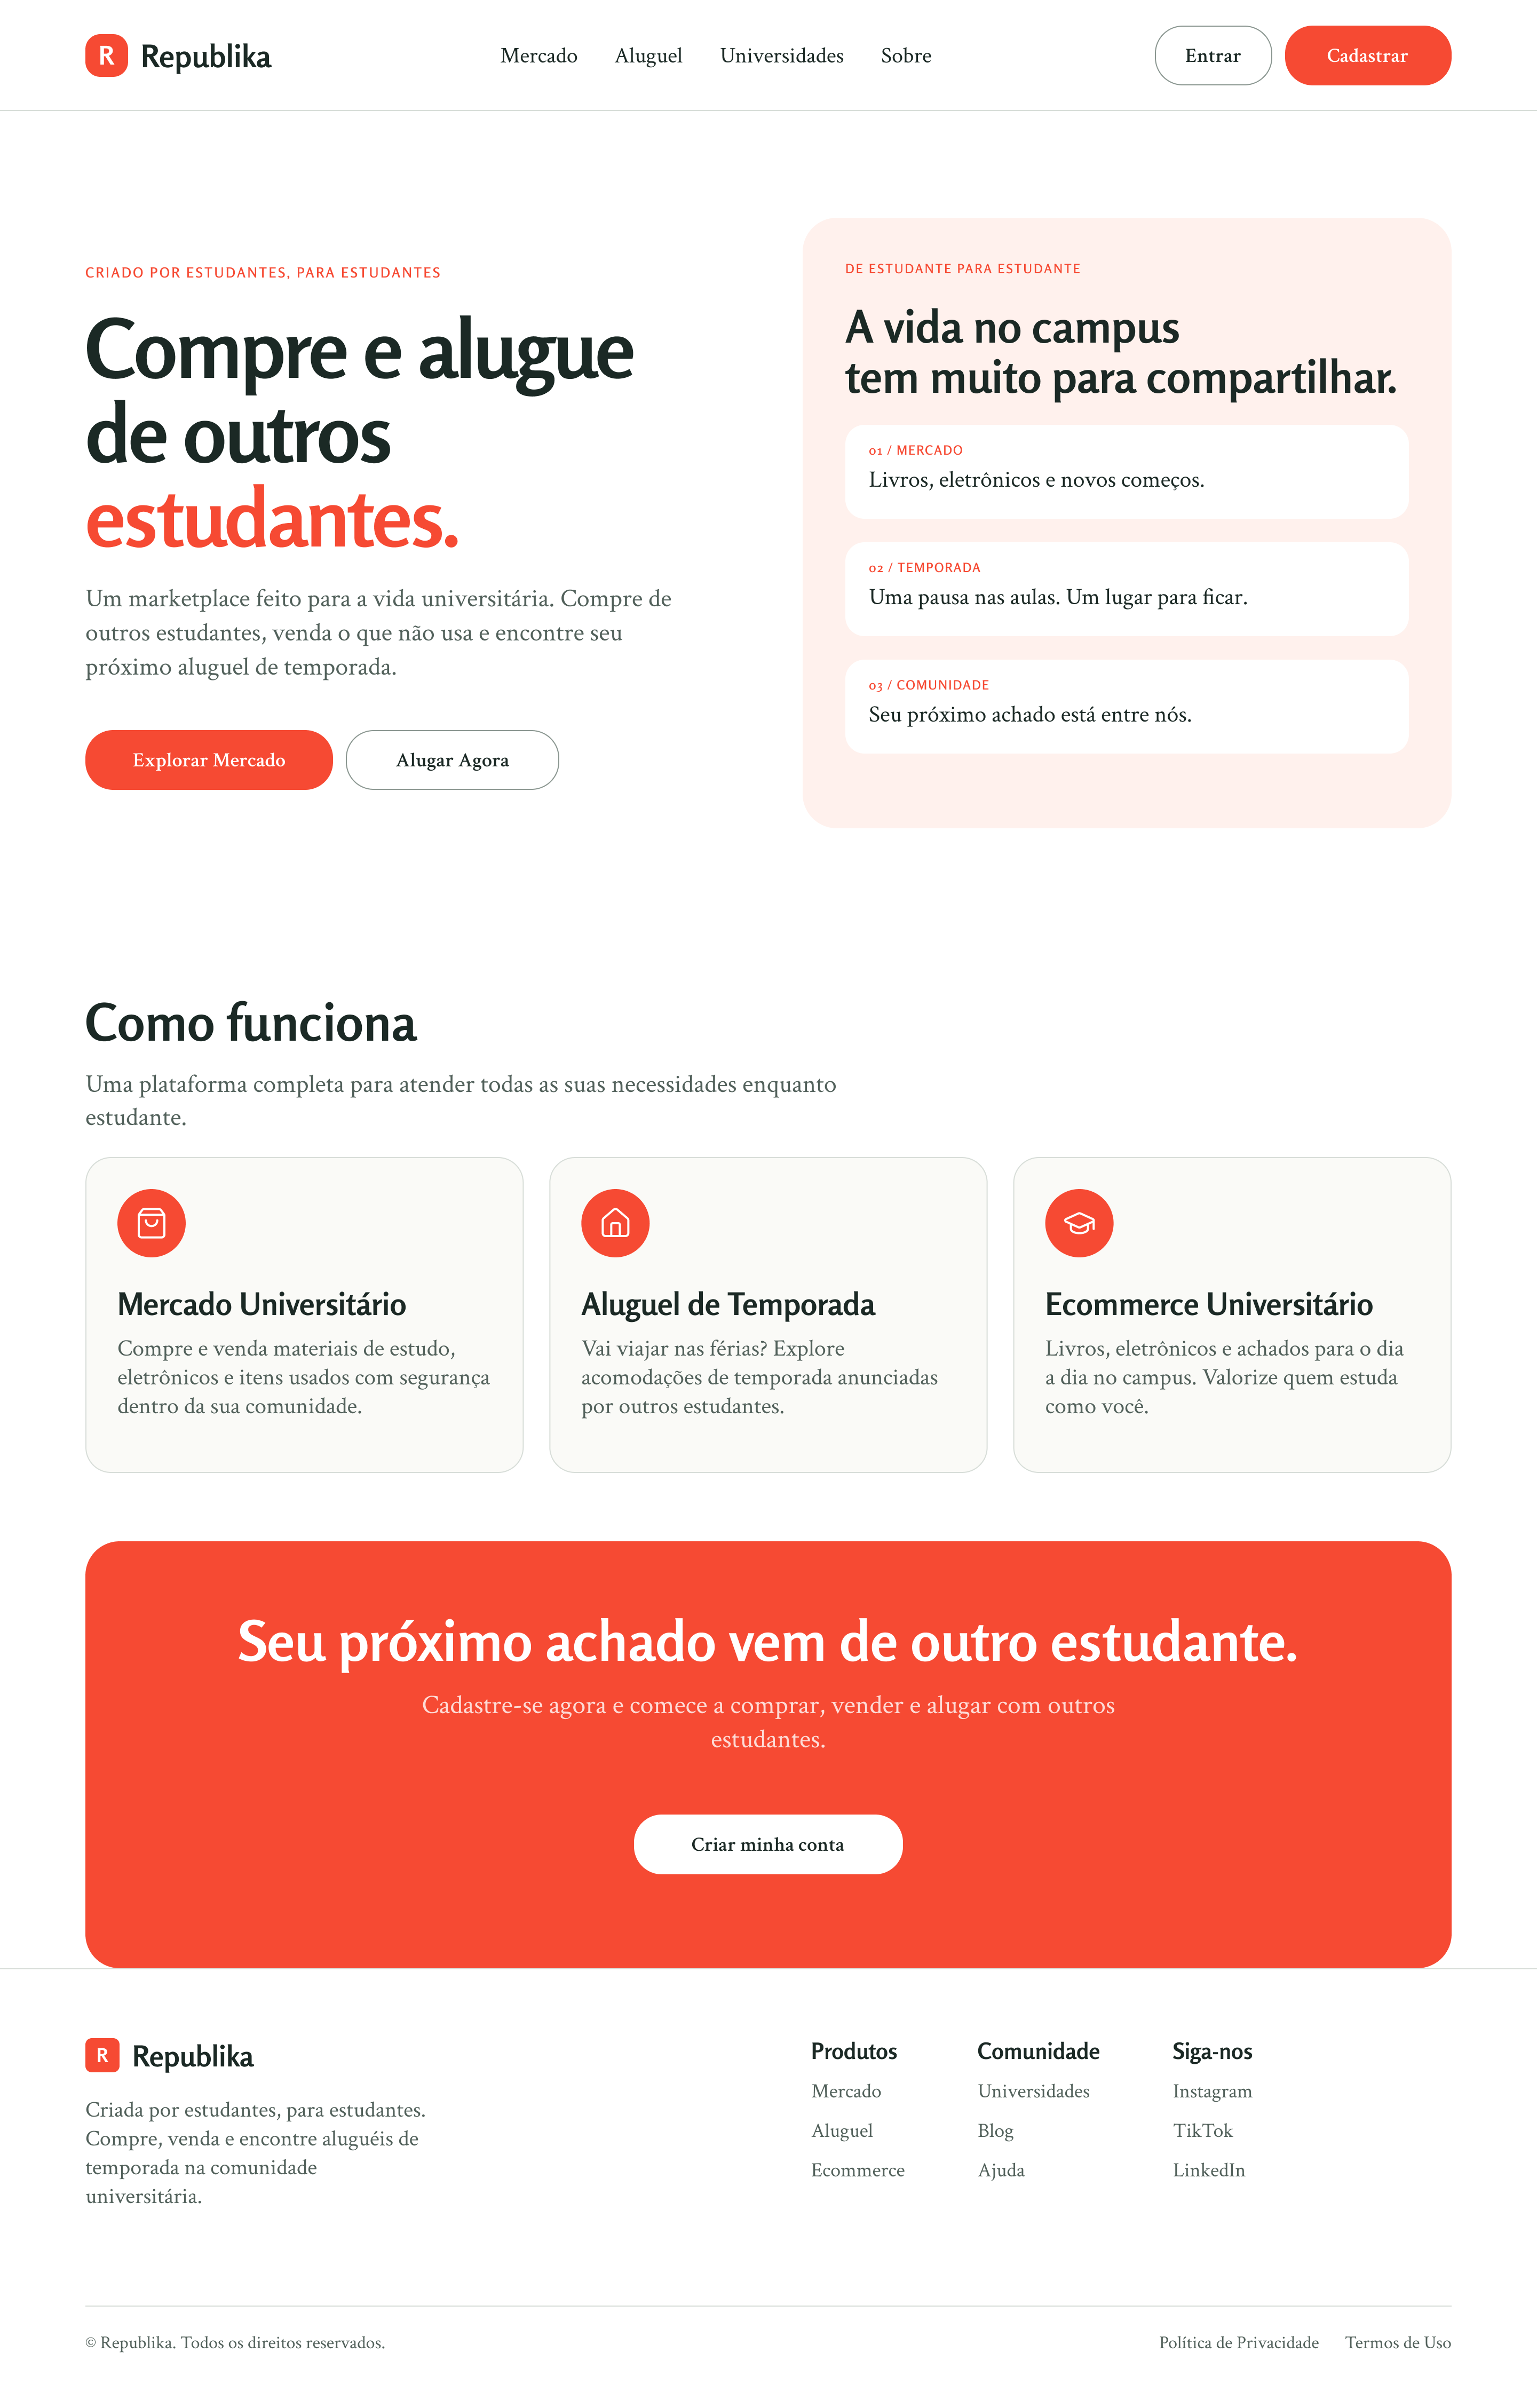 R Republika
Mercado Aluguel Universidades Sobre
Entrar Cadastrar
CRIADO POR ESTUDANTES, PARA ESTUDANTES
Compre e alugue
de outros
estudantes.
Um marketplace feito para a vida universitária. Compre de
outros estudantes, venda o que não usa e encontre seu
próximo aluguel de temporada.
Explorar Mercado Alugar Agora
DE ESTUDANTE PARA ESTUDANTE
A vida no campus
tem muito para compartilhar.
01 / MERCADO
Livros, eletrônicos e novos começos.
02 / TEMPORADA
Uma pausa nas aulas. Um lugar para ficar.
03 / COMUNIDADE
Seu próximo achado está entre nós.
Como funciona
Uma plataforma completa para atender todas as suas necessidades enquanto
estudante.
Mercado Universitário
Compre e venda materiais de estudo,
eletrônicos e itens usados com segurança
dentro da sua comunidade.
Aluguel de Temporada
Vai viajar nas férias? Explore
acomodações de temporada anunciadas
por outros estudantes.
Ecommerce Universitário
Livros, eletrônicos e achados para o dia
a dia no campus. Valorize quem estuda
como você.
Seu próximo achado vem de outro estudante.
Cadastre-se agora e comece a comprar, vender e alugar com outros
estudantes.
Criar minha conta
R Republika
Criada por estudantes, para estudantes.
Compre, venda e encontre aluguéis de
temporada na comunidade
universitária.
Produtos
Mercado
Aluguel
Ecommerce
Comunidade
Universidades
Blog
Ajuda
Siga-nos
Instagram
TikTok
LinkedIn
© Republika. Todos os direitos reservados.
Política de Privacidade Termos de Uso